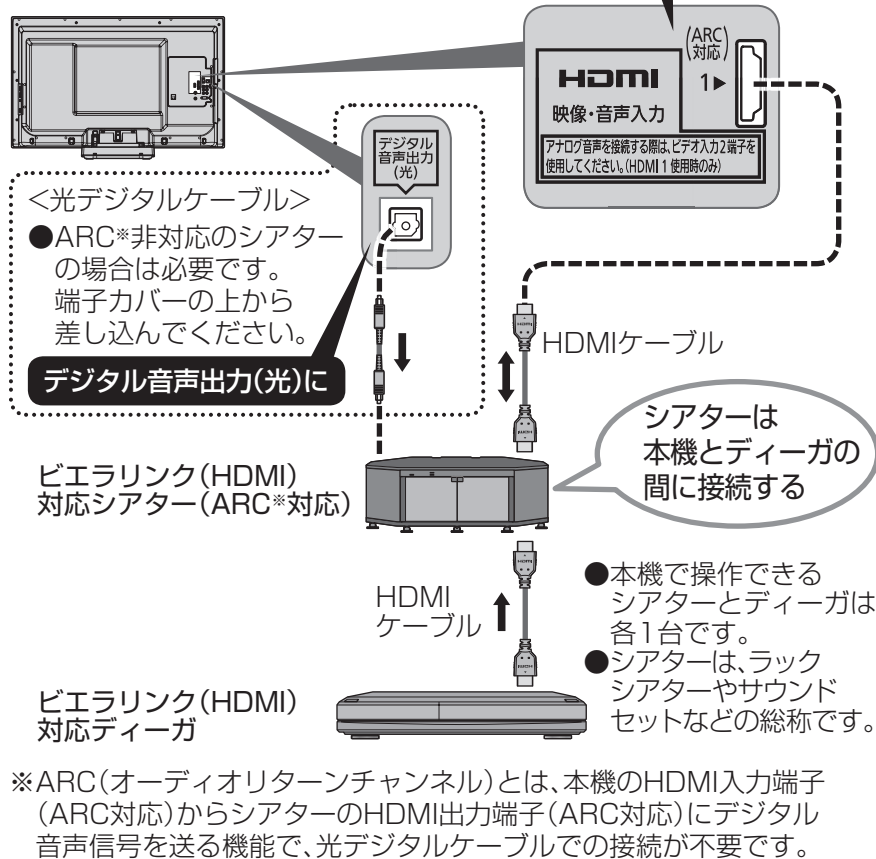 (ARC
対応)
HDMI
1▶
映像・音声入力
アナログ音声を接続する際は、ビデオ入力2端子を
使用してください。(HDMI 1 使用時のみ)
デジタル
音声出力
(光)
<光デジタルケーブル>
●ARC※非対応のシアター
の場合は必要です。
端子カバーの上から
差し込んでください。
デジタル音声出力(光)に
HDMIケーブル
シアターは
本機とディーガの
間に接続する
ビエラリンク(HDMI)
対応シアター(ARC※対応)
HDMI
ケーブル
●本機で操作できる
シアターとディーガは
各1台です。
●シアターは、ラック
シアターやサウンド
セットなどの総称です。
ビエラリンク(HDMI)
対応ディーガ
※ARC(オーディオリターンチャンネル)とは、本機のHDMI入力端子
(ARC対応)からシアターのHDMI出力端子(ARC対応)にデジタル
音声信号を送る機能で、光デジタルケーブルでの接続が不要です。